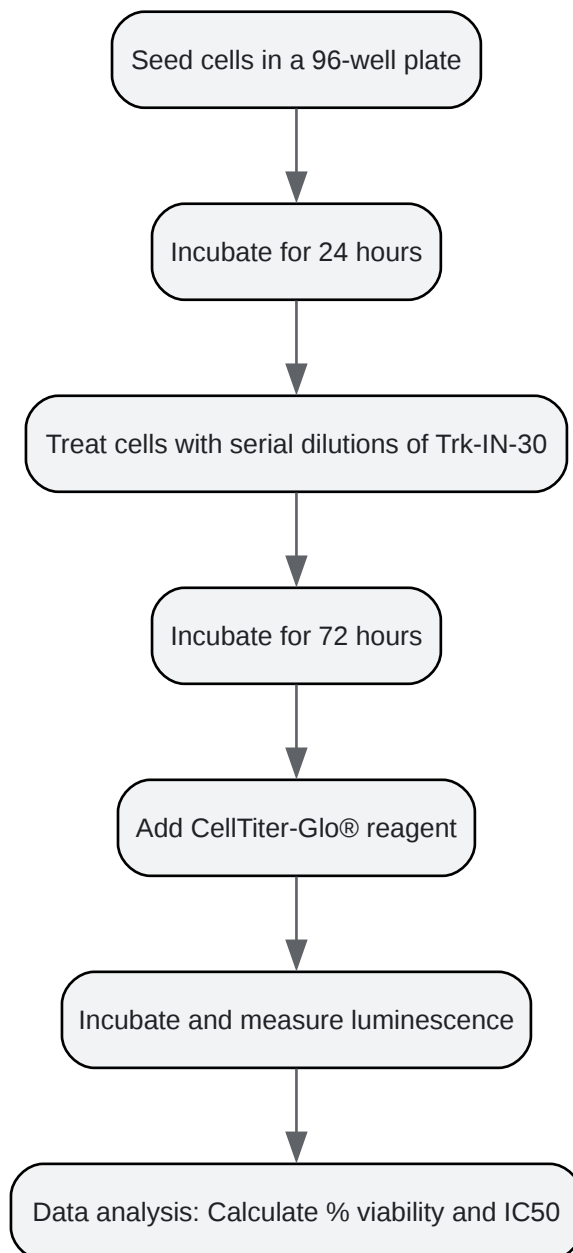 Seed cells in a 96-well plate
Incubate for 24 hours
Treat cells with serial dilutions of Trk-IN-30
Incubate for 72 hours
Add CellTiter-Glo® reagent
Incubate and measure luminescence
Data analysis: Calculate % viability and IC50